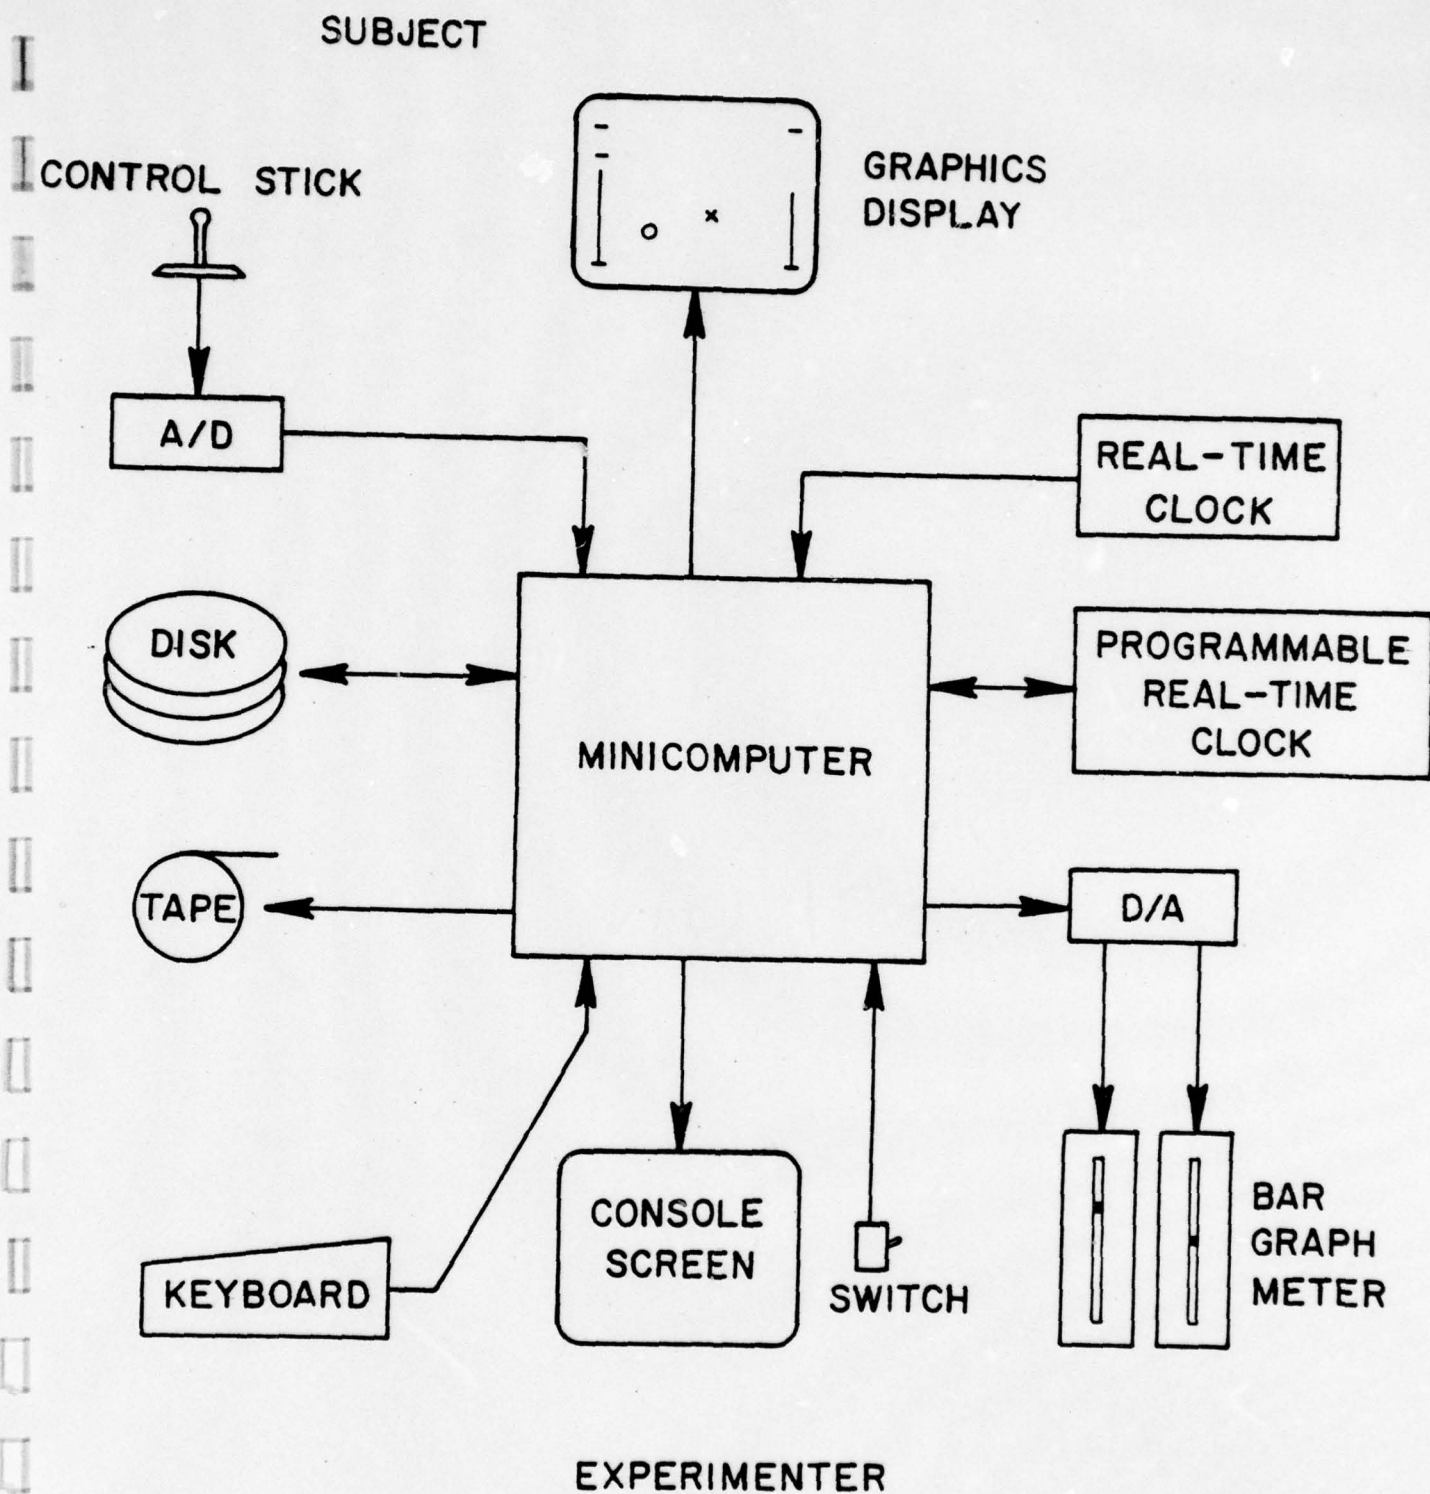 SUBJECT
CONTROL STICK
GRAPHICS
DISPLAY
A/D
REAL-TIME
CLOCK
DISK
PROGRAMMABLE
REAL-TIME
CLOCK
MINICOMPUTER
TAPE
D/A
CONSOLE
SCREEN
KEYBOARD
SWITCH
BAR
GRAPH
METER
EXPERIMENTER